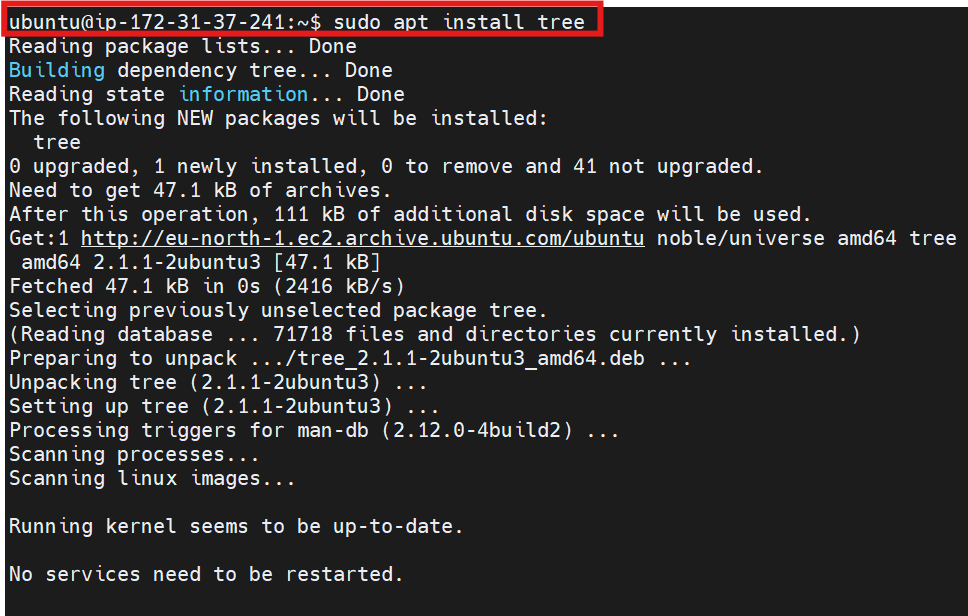 ubuntu@ip-172-31-37-241:~$ sudo apt install tree
Reading package lists... Done
Building dependency tree... Done
Reading state information... Done
The following NEW packages will be installed:
  tree
0 upgraded, 1 newly installed, 0 to remove and 41 not upgraded.
Need to get 47.1 kB of archives.
After this operation, 111 kB of additional disk space will be used.
Get:1 http://eu-north-1.ec2.archive.ubuntu.com/ubuntu noble/universe amd64 tree
 amd64 2.1.1-2ubuntu3 [47.1 kB]
Fetched 47.1 kB in 0s (2416 kB/s)
Selecting previously unselected package tree.
(Reading database ... 71718 files and directories currently installed.)
Preparing to unpack .../tree_2.1.1-2ubuntu3_amd64.deb ...
Unpacking tree (2.1.1-2ubuntu3) ...
Setting up tree (2.1.1-2ubuntu3) ...
Processing triggers for man-db (2.12.0-4build2) ...
Scanning processes...
Scanning linux images...

Running kernel seems to be up-to-date.

No services need to be restarted.